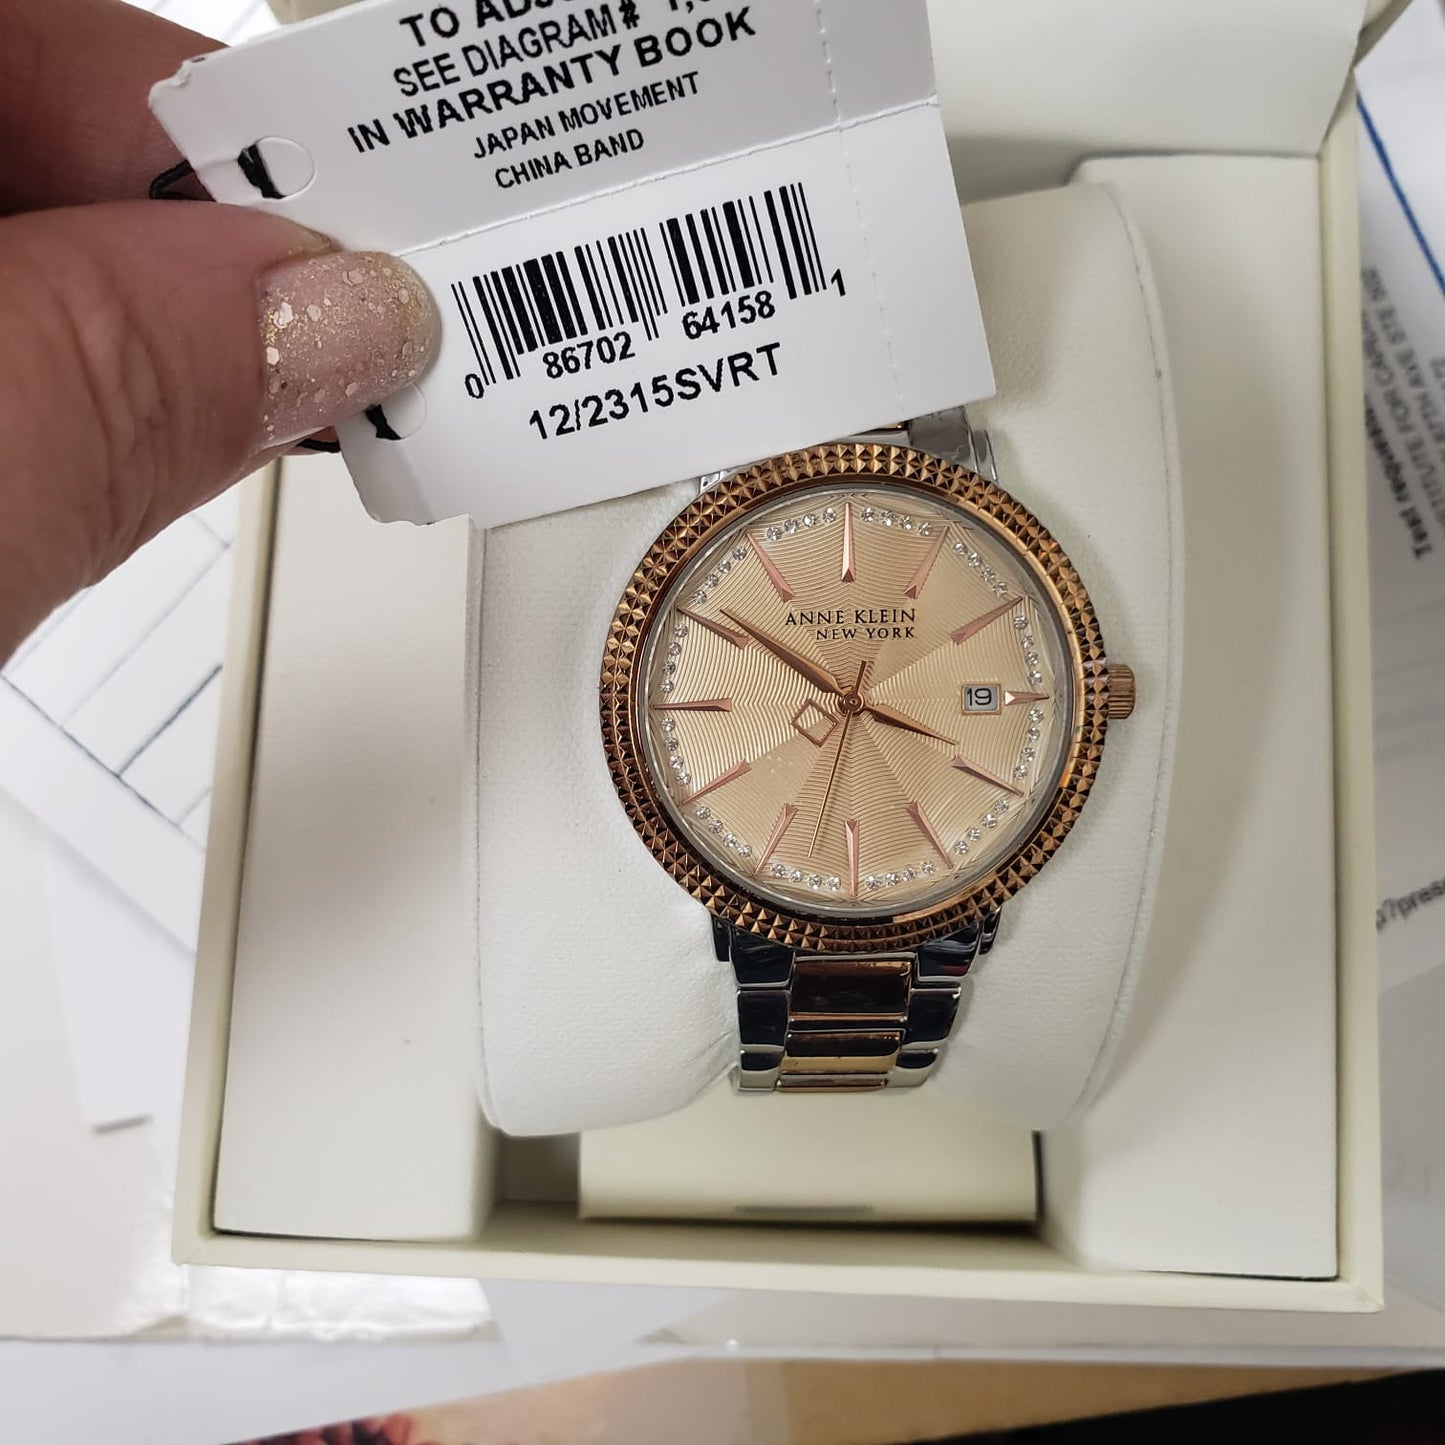 TO
SEE DIAGRAM#
IN WARRANTY BOOK
JAPAN MOVEMENT
CHINA BAND
0 86702 64158 1
12/2315SVRT
ANNE KLEIN
NEW YORK
19